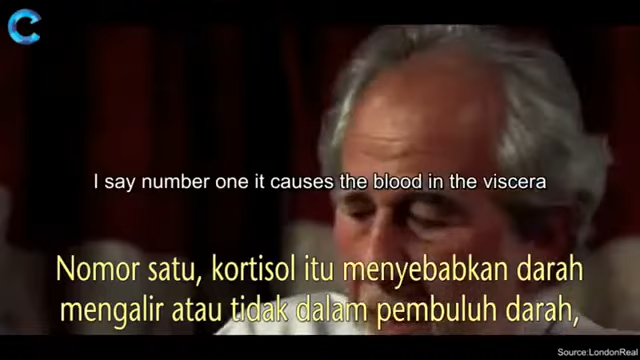 C
I say number one it causes the blood in the viscera
Nomor satu, kortisol itu menyebabkan darah
mengalir atau tidak dalam pembuluh darah,
Source:LondonReal